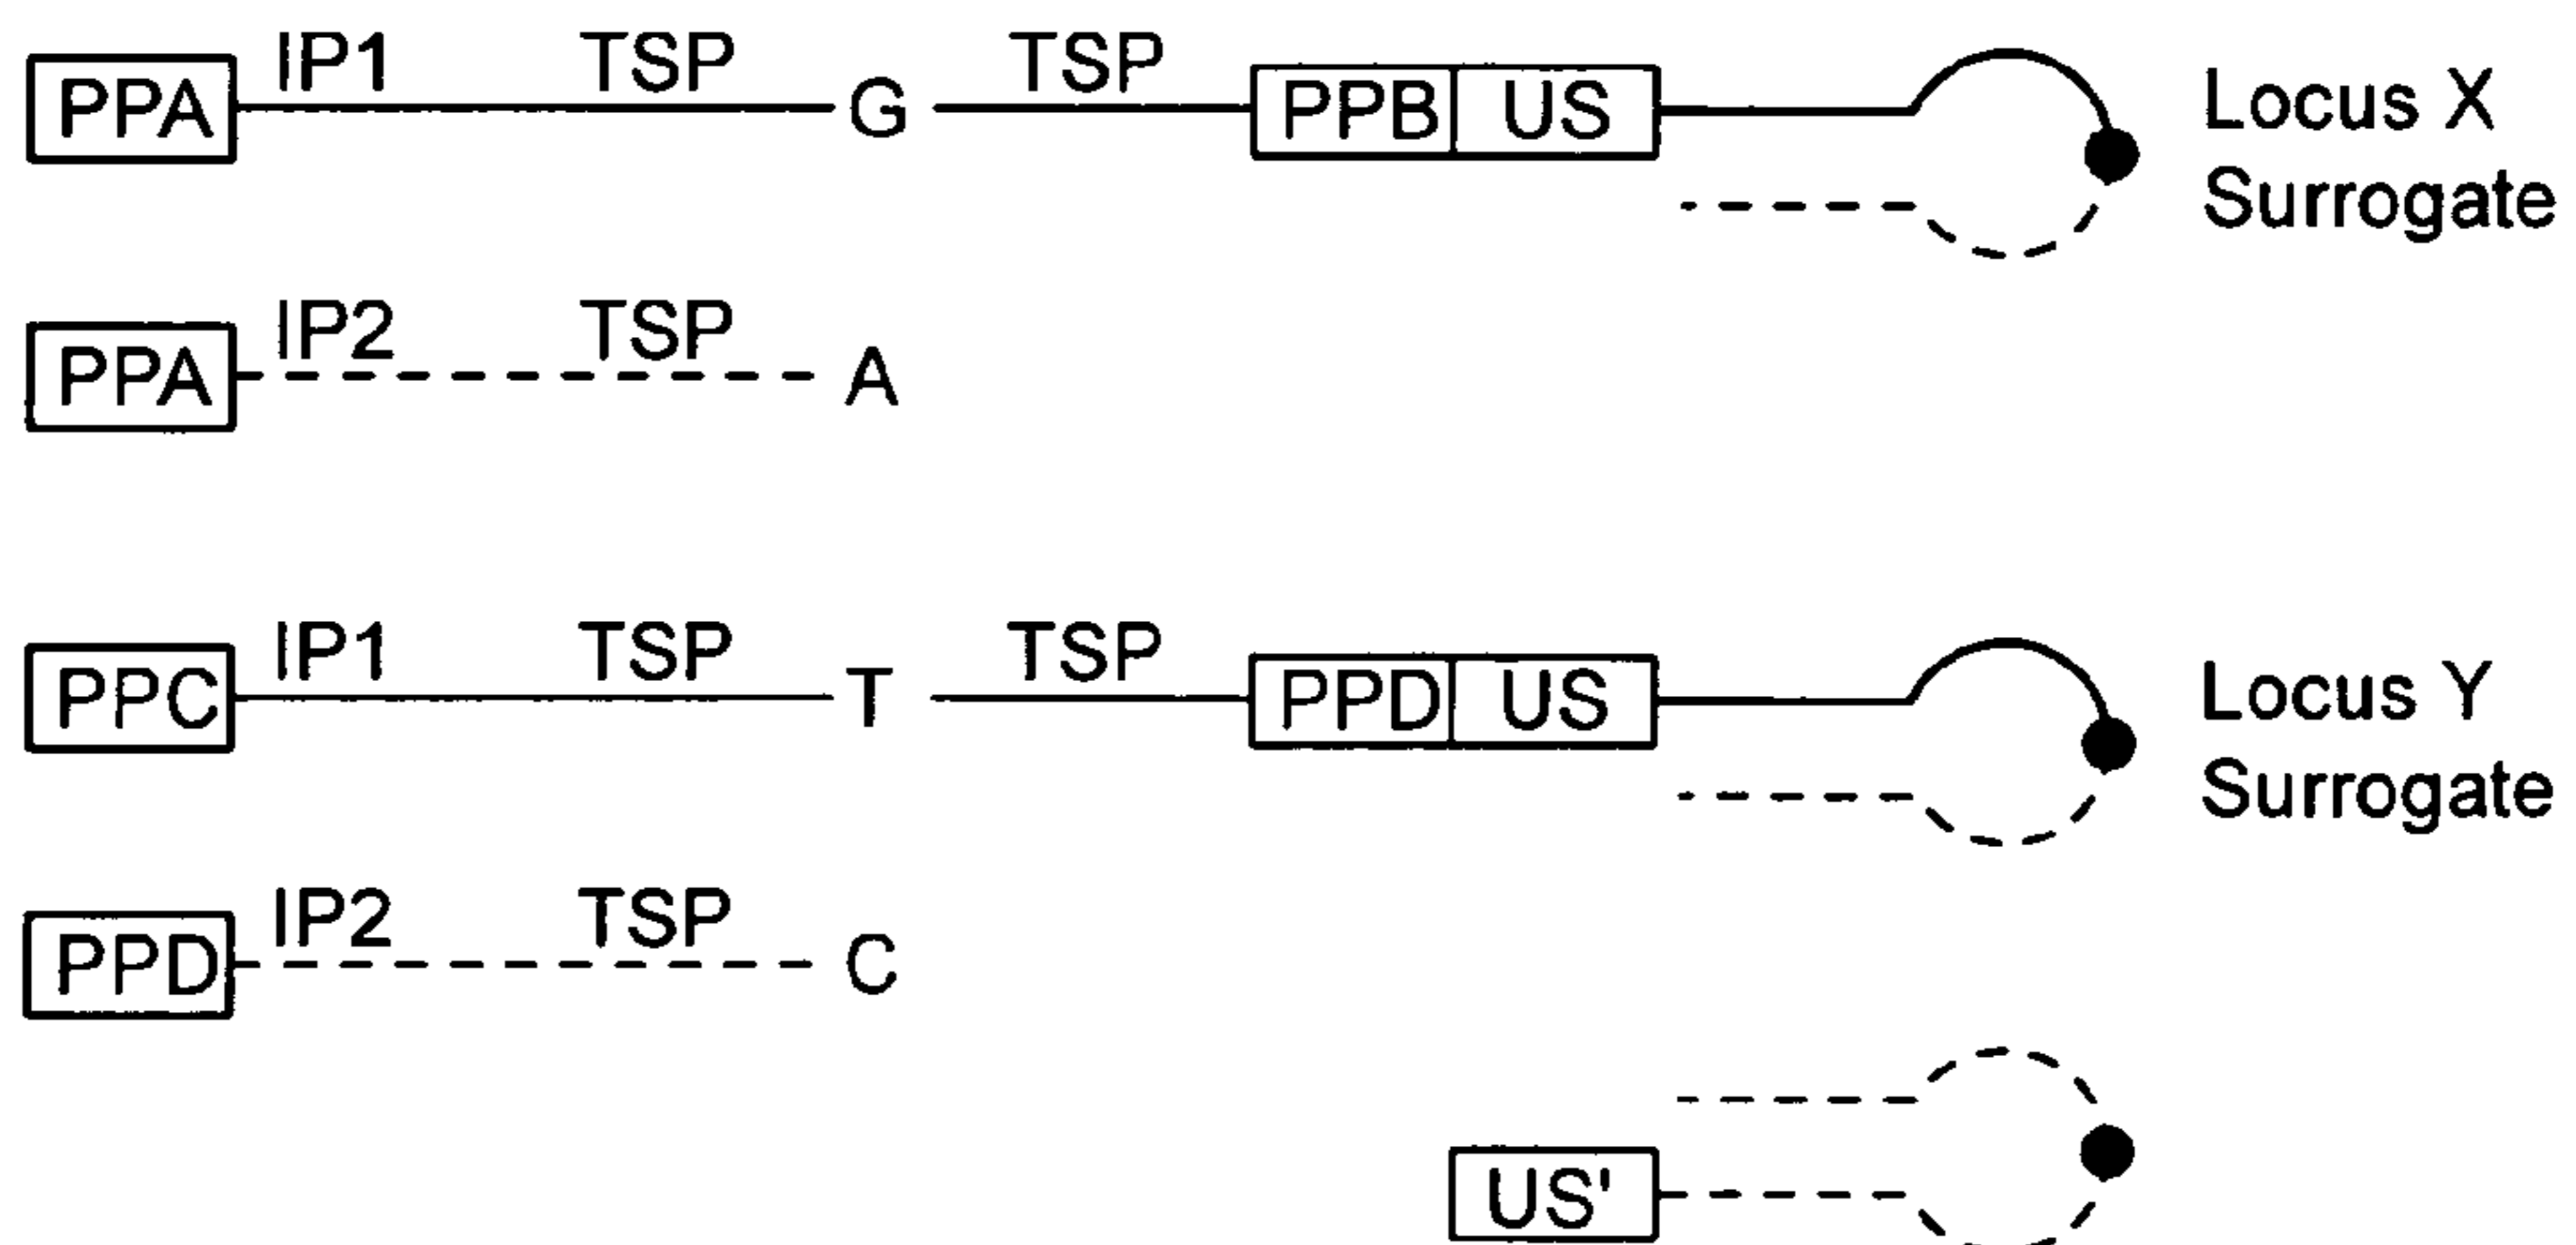 PPA IP1 TSP G TSP PPB US Locus X
Surrogate
PPA IP2 TSP A
PPC IP1 TSP T TSP PPD US Locus Y
Surrogate
PPD IP2 TSP C
US'